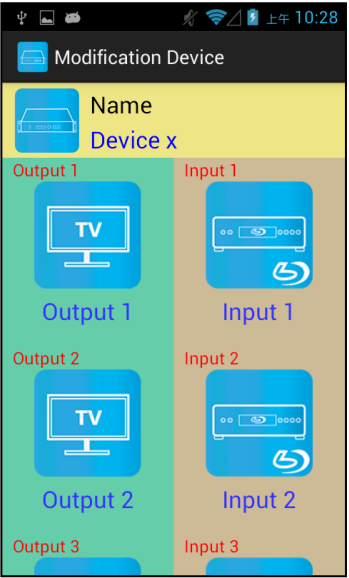 上午 10:28
Modification Device
Name
Device x
Output 1
Input 1
TV
Output 1
Input 1
Output 2
Input 2
TV
Output 2
Input 2
Output 3
Input 3